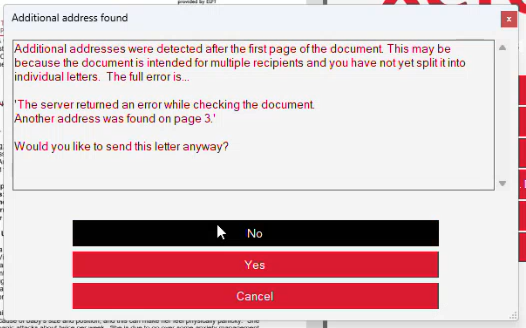 provided by EZFI
Additional address found
x
Additional addresses were detected after the first page of the document. This may be
because the document is intended for multiple recipients and you have not yet split it into
individual letters. The full error is...
'The server returned an error while checking the document.
Another address was found on page 3.'
Would you like to send this letter anyway?
No
Yes
Cancel